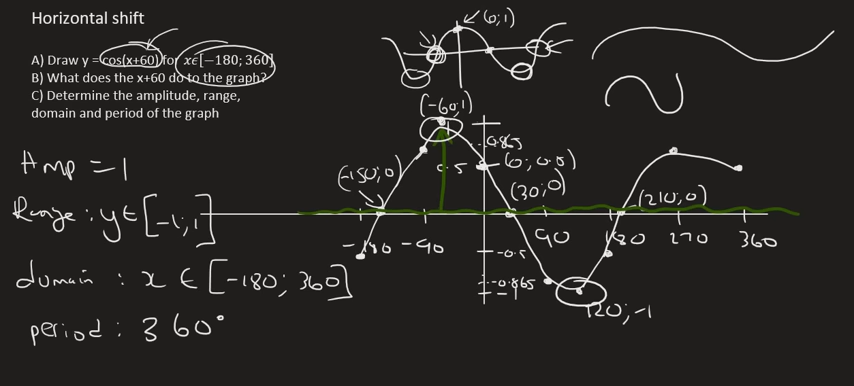 Horizontal shift
A) Draw y = cos(x+60) for x∈[−180; 360]
B) What does the x+60 do to the graph?
C) Determine the amplitude, range,
domain and period of the graph
(0;1)
(-60;1)
0.865
0.5
(0;0.5)
(-150;0)
(30;0)
(210;0)
-180 -90 90 180 270 360
-0.5
-0.865
-1
120;-1
Amp = 1
Range: y∈[-1;1]
domain: x ∈ [-180; 360]
period: 360°